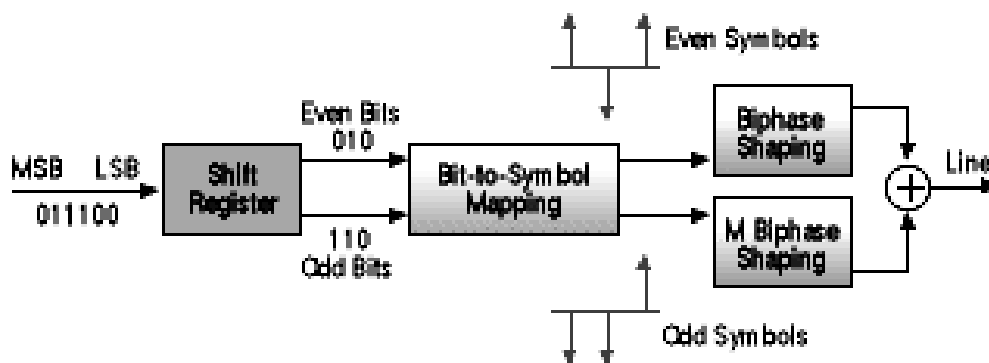 Even Symbols
Even Bits
010
Biphase
Shaping
MSB LSB
011100
Shift
Register
Bit-to-Symbol
Mapping
Line
110
Odd Bits
M Biphase
Shaping
Odd Symbols